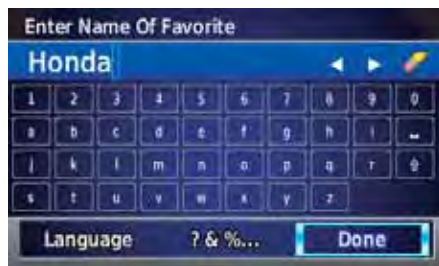 Enter Name Of Favorite
Honda
1 2 3 4 5 6 7 8 9 0
a b c d e f g h i
j k l m n o p q r
s t u v w x y z
Language ? & %... Done